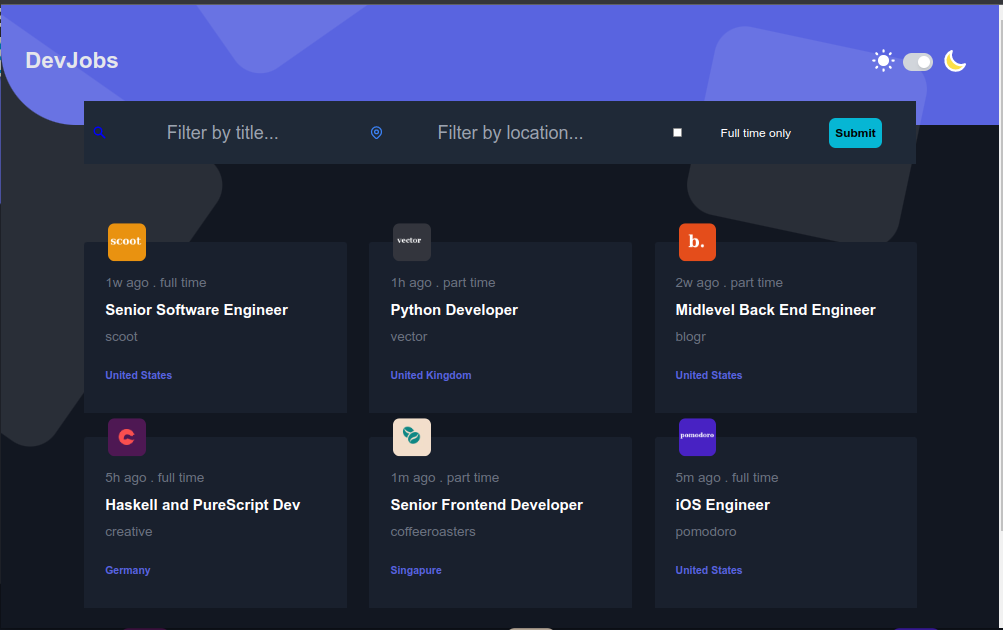 DevJobs
Filter by title...
Filter by location...
Full time only
Submit
scoot
1w ago . full time
Senior Software Engineer
scoot
United States
vector
1h ago . part time
Python Developer
vector
United Kingdom
b.
2w ago . part time
Midlevel Back End Engineer
blogr
United States
5h ago . full time
Haskell and PureScript Dev
creative
Germany
1m ago . part time
Senior Frontend Developer
coffeeroasters
Singapure
pomodoro
5m ago . full time
iOS Engineer
pomodoro
United States